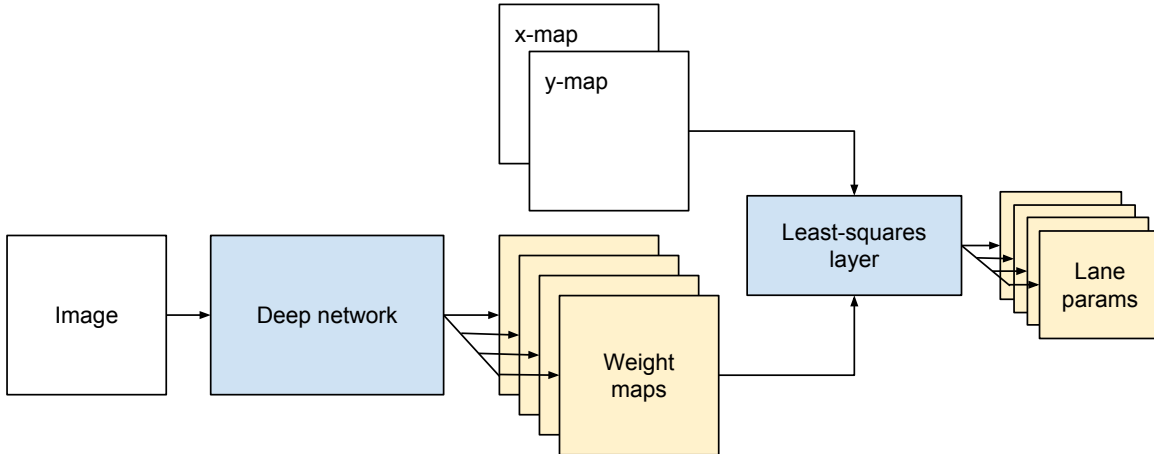 x-map
y-map
Least-squares
layer
Lane
params
Image
Deep network
Weight
maps